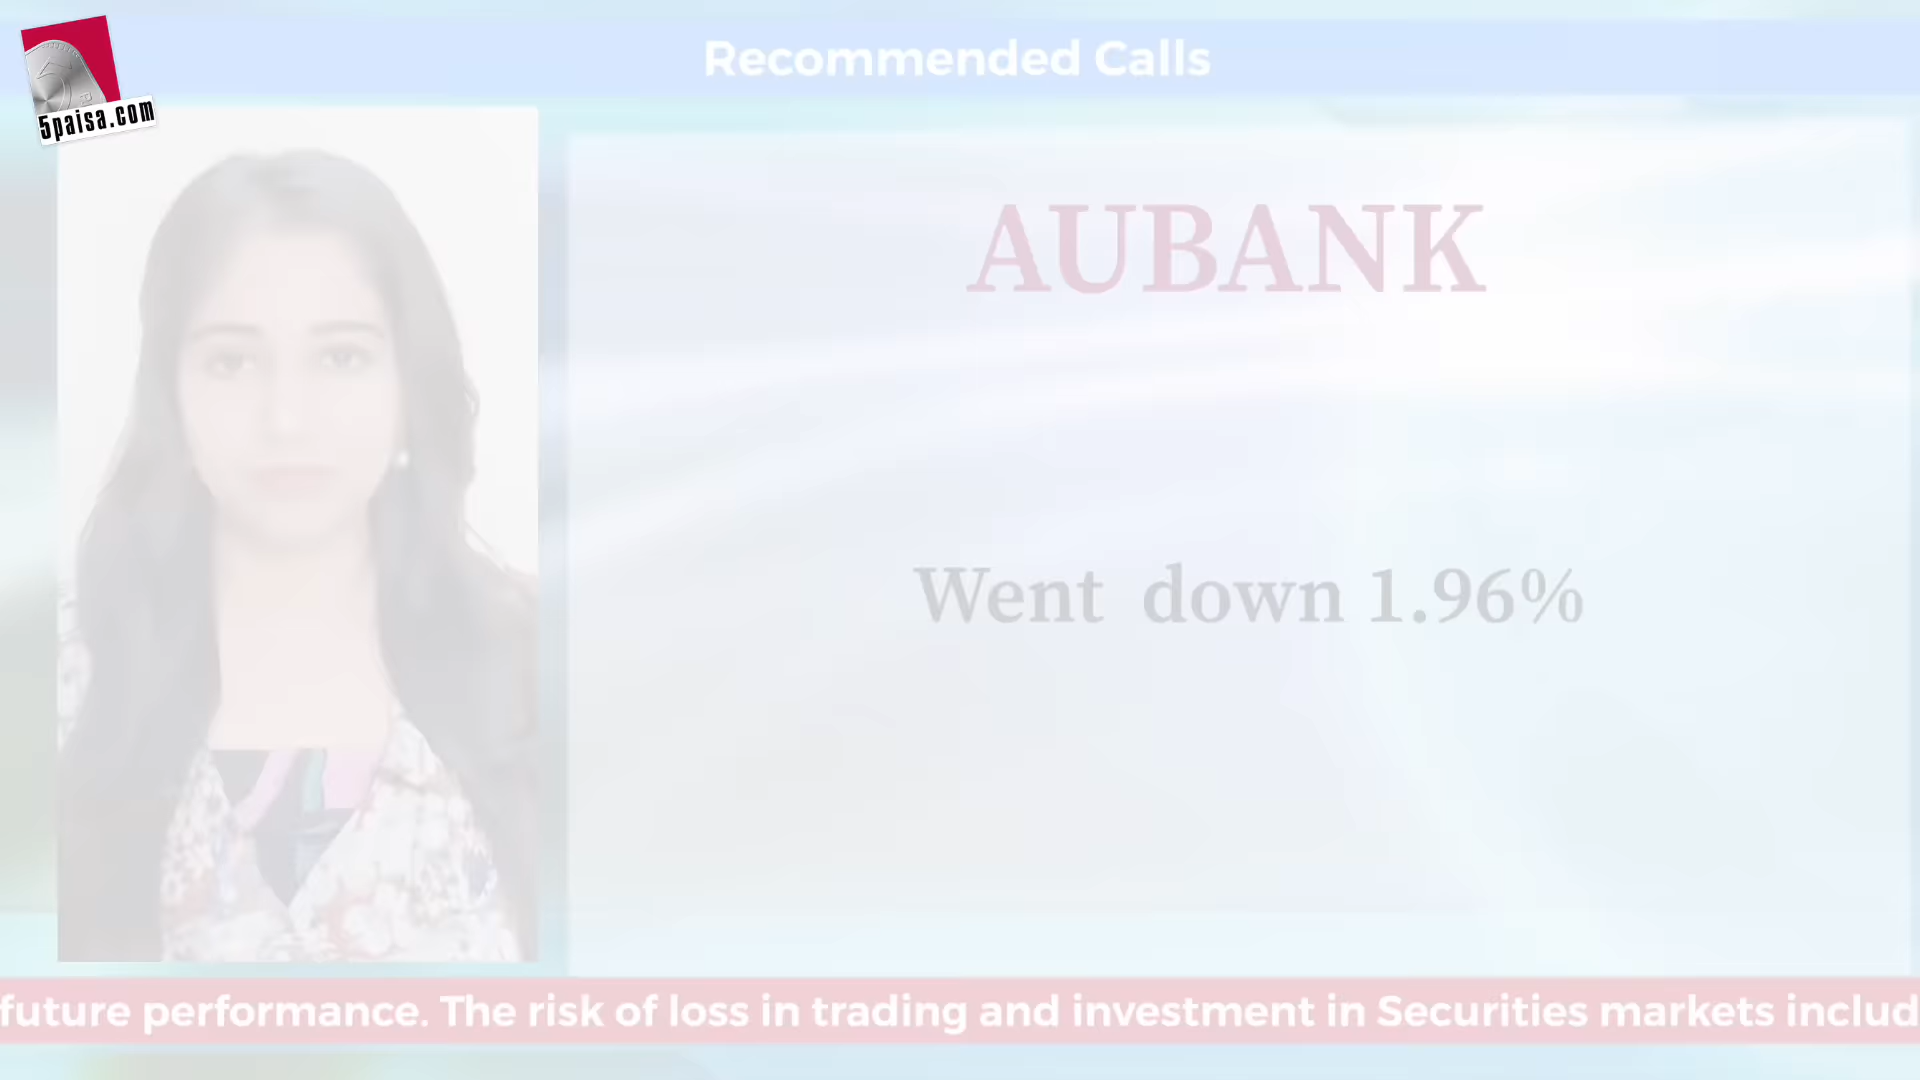 Recommended Calls
5paisa.com
AUBANK
Went down 1.96%
future performance. The risk of loss in trading and investment in Securities markets includ